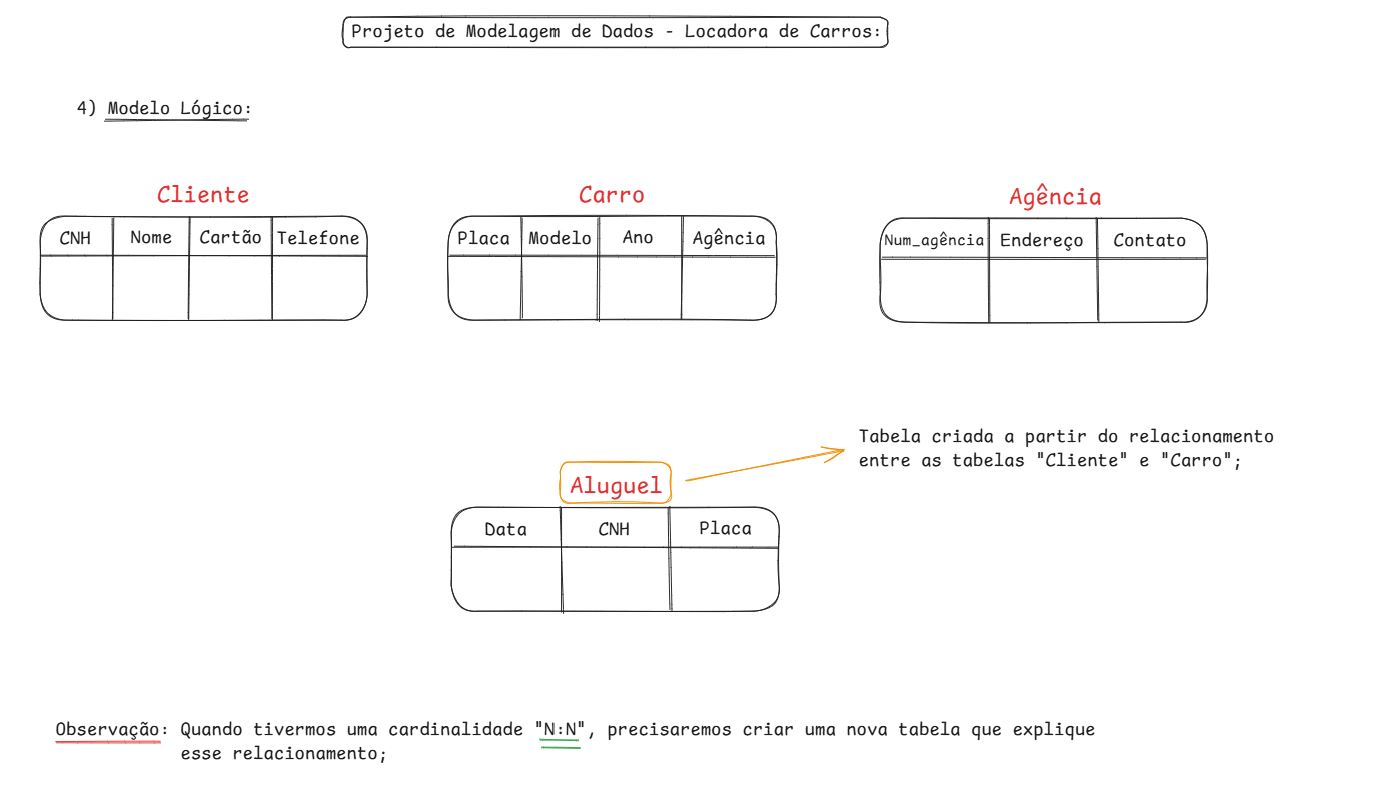 Projeto de Modelagem de Dados - Locadora de Carros:
4) Modelo Lógico:
Cliente
CNH Nome Cartão Telefone
Carro
Placa Modelo Ano Agência
Agência
Num_agência Endereço Contato
Tabela criada a partir do relacionamento
entre as tabelas "Cliente" e "Carro";
Aluguel
Data CNH Placa
Observação: Quando tivermos uma cardinalidade "N:N", precisaremos criar uma nova tabela que explique
esse relacionamento;